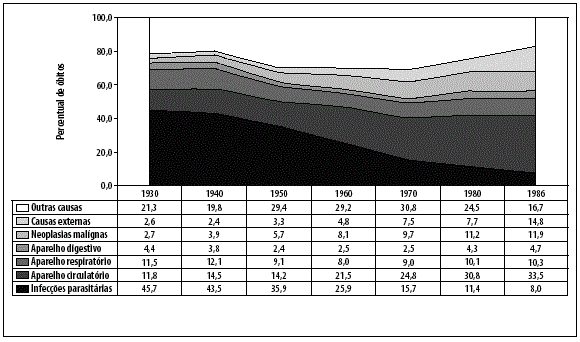 Percentual de óbitos
100,0
80,0
60,0
40,0
20,0
0,0
1930 1940 1950 1960 1970 1980 1986
Outras causas 21,3 19,8 29,4 29,2 30,8 24,5 16,7
Causas externas 2,6 2,4 3,3 4,8 7,5 7,7 14,8
Neoplasias malígnas 2,7 3,9 5,7 8,1 9,7 11,2 11,9
Aparelho digestivo 4,4 3,8 2,4 2,5 2,5 4,3 4,7
Aparelho respiratório 11,5 12,1 9,1 8,0 9,0 10,1 10,3
Aparelho circulatório 11,8 14,5 14,2 21,5 24,8 30,8 33,5
Infecções parasitárias 45,7 43,5 35,9 25,9 15,7 11,4 8,0